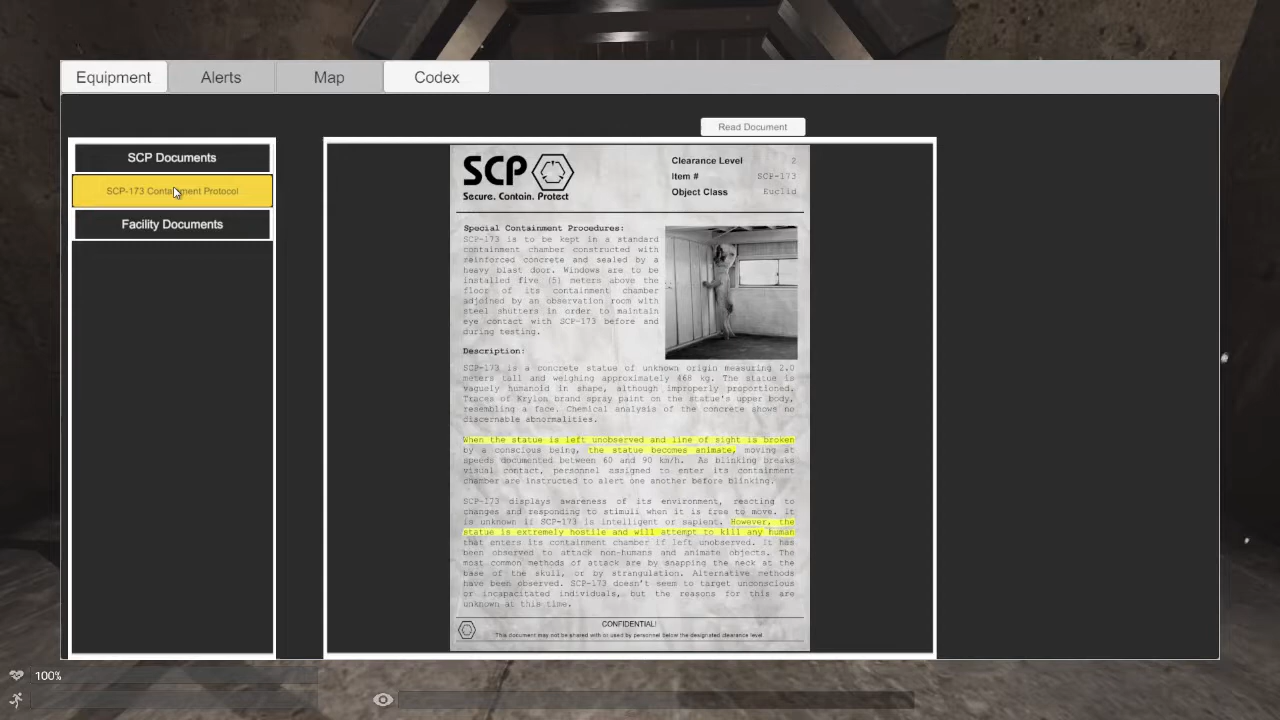 Equipment Alerts Map Codex
Read Document
SCP Documents
SCP-173 Containment Protocol
Facility Documents
SCP
Secure. Contain. Protect
Clearance Level 2
Item # SCP-173
Object Class Euclid
Special Containment Procedures:
SCP-173 is to be kept in a standard
containment chamber constructed with
reinforced concrete and sealed by a
heavy blast door. Windows are to be
installed five (5) meters above the
floor of its containment chamber
adjoined by an observation room with
steel shutters in order to maintain
eye contact with SCP-173 before and
during testing.
Description:
SCP-173 is a concrete statue of unknown origin measuring 2.0
meters tall and weighing approximately 468 kg. The statue is
vaguely humanoid in shape, although improperly proportioned.
Traces of Krylon brand spray paint on the statue's upper body,
resembling a face. Chemical analysis of the concrete shows no
discernable abnormalities.
When the statue is left unobserved and line of sight is broken
by a conscious being, the statue becomes animate, moving at
speeds documented between 60 and 90 km/h. As blinking breaks
visual contact, personnel assigned to enter its containment
chamber are instructed to alert one another before blinking.
SCP-173 displays awareness of its environment, reacting to
changes and responding to stimuli when it is free to move. It
is unknown if SCP-173 is intelligent or sapient. However, the
statue is extremely hostile and will attempt to kill any human
that enters its containment chamber if left unobserved. It has
been observed to attack non-humans and animate objects. The
most common methods of attack are by snapping the neck at the
base of the skull, or by strangulation. Alternative methods
have been observed. SCP-173 doesn't seem to target unconscious
or incapacitated individuals, but the reasons for this are
unknown at this time.
CONFIDENTIAL!
This document may not be shared with or used by personnel below the designated clearance level
100%